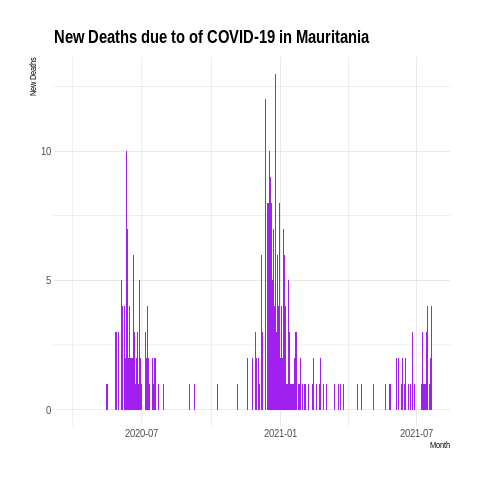 New Deaths due to of COVID-19 in Mauritania
New Deaths
10
5
0
2020-07
2021-01
2021-07
Month